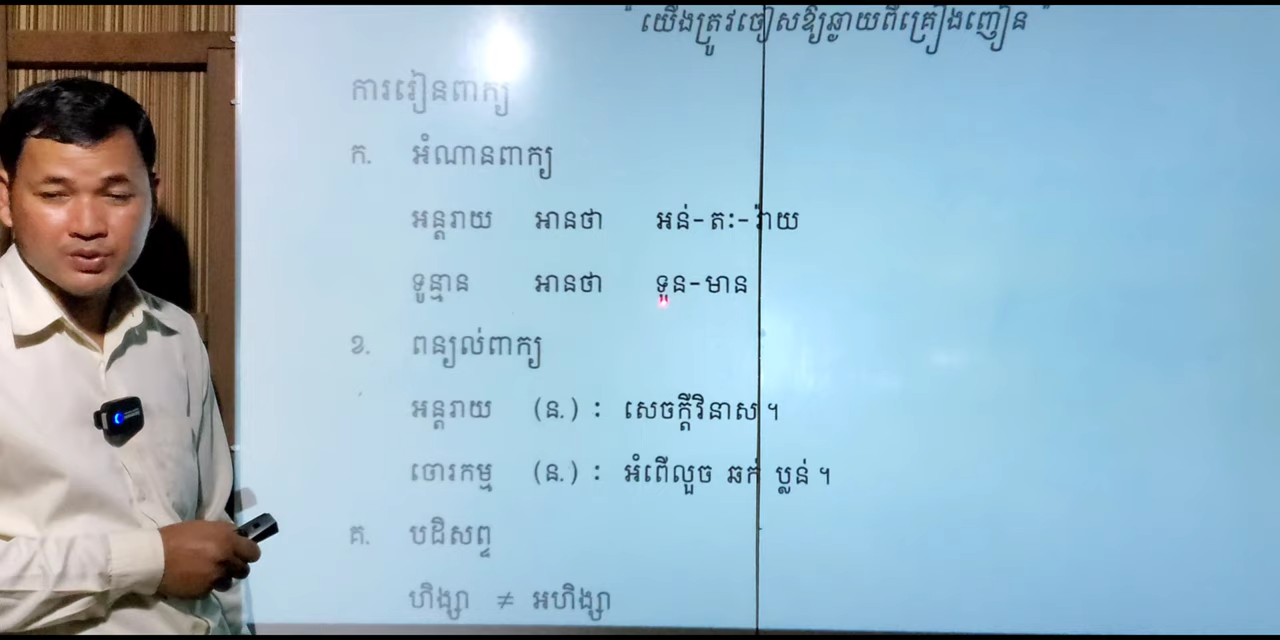 " យើងត្រូវចៀសឱ្យឆ្ងាយពីគ្រឿងញៀន "
ការរៀនពាក្យ
ក. អំណានពាក្យ
អន្តរាយ អានថា អន់-តៈ-រ៉ាយ
ទូន្មាន អានថា ទូន-មាន
ខ. ពន្យល់ពាក្យ
អន្តរាយ (ន.) : សេចក្តីវិនាស ។
ចោរកម្ម (ន.) : អំពើលួច ឆក់ ប្លន់ ។
គ. បដិសព្ទ
ហិង្សា ≠ អហិង្សា